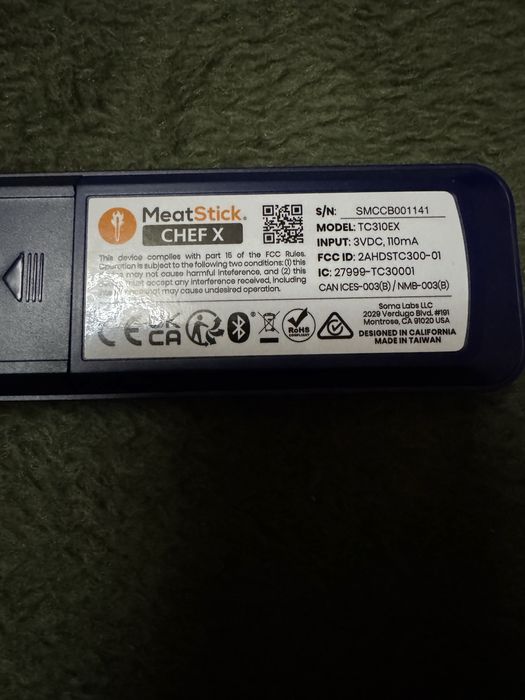 MeatStick®
CHEF X
This device complies with part 15 of the FCC Rules.
Operation is subject to the following two conditions: (1) this
may not cause harmful interference, and (2) this
must accept any interference received, including
may cause undesired operation.
CE UK
CA
RoHS
COMPLIANT
S/N: SMCCB001141
MODEL: TC310EX
INPUT: 3VDC, 110mA
FCC ID: 2AHDSTC300-01
IC: 27999-TC30001
CAN ICES-003(B) / NMB-003(B)
Soma Labs LLC
2029 Verdugo Blvd. #191
Montrose, CA 91020 USA
DESIGNED IN CALIFORNIA
MADE IN TAIWAN